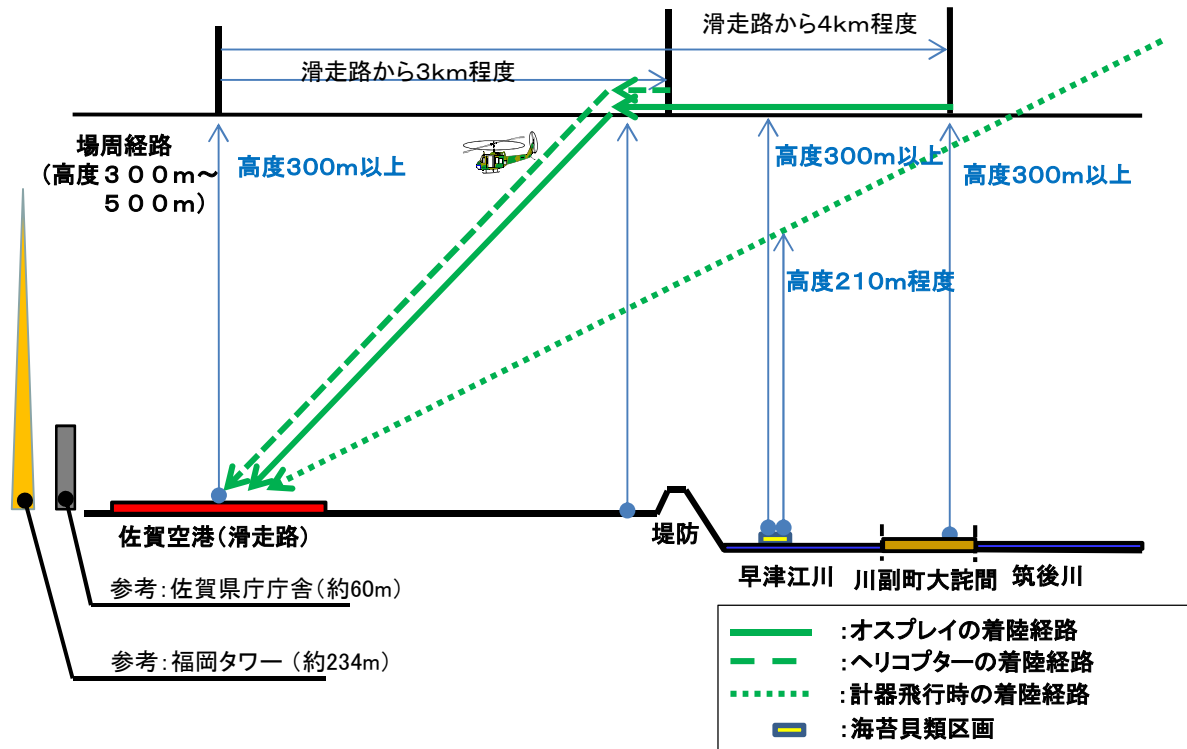 滑走路から4km程度
滑走路から3km程度
場周経路
(高度３００m～
５００m)
高度300m以上
高度300m以上
高度300m以上
高度210m程度
佐賀空港(滑走路)
堤防
早津江川
川副町大詫間
筑後川
参考:佐賀県庁庁舎(約60m)
参考:福岡タワー (約234m)
:オスプレイの着陸経路
:ヘリコプターの着陸経路
:計器飛行時の着陸経路
:海苔貝類区画